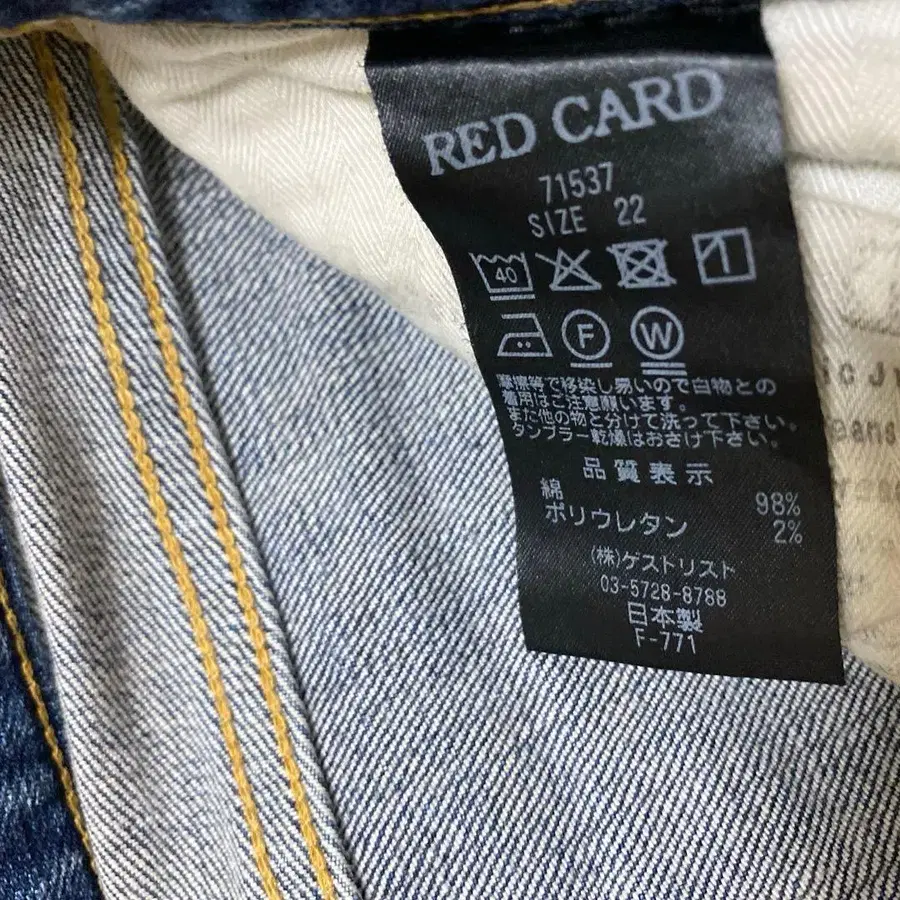 RED CARD
71537
SIZE 22
40
F W
摩擦等で移染し易いので白物との
着用はご注意願います。
また他の物と分けて洗って下さい。
タンブラー乾燥はおさけ下さい。
品質表示
綿 98%
ポリウレタン 2%
(株)ゲストリスト
03-5728-8788
日本製
F-771
eans